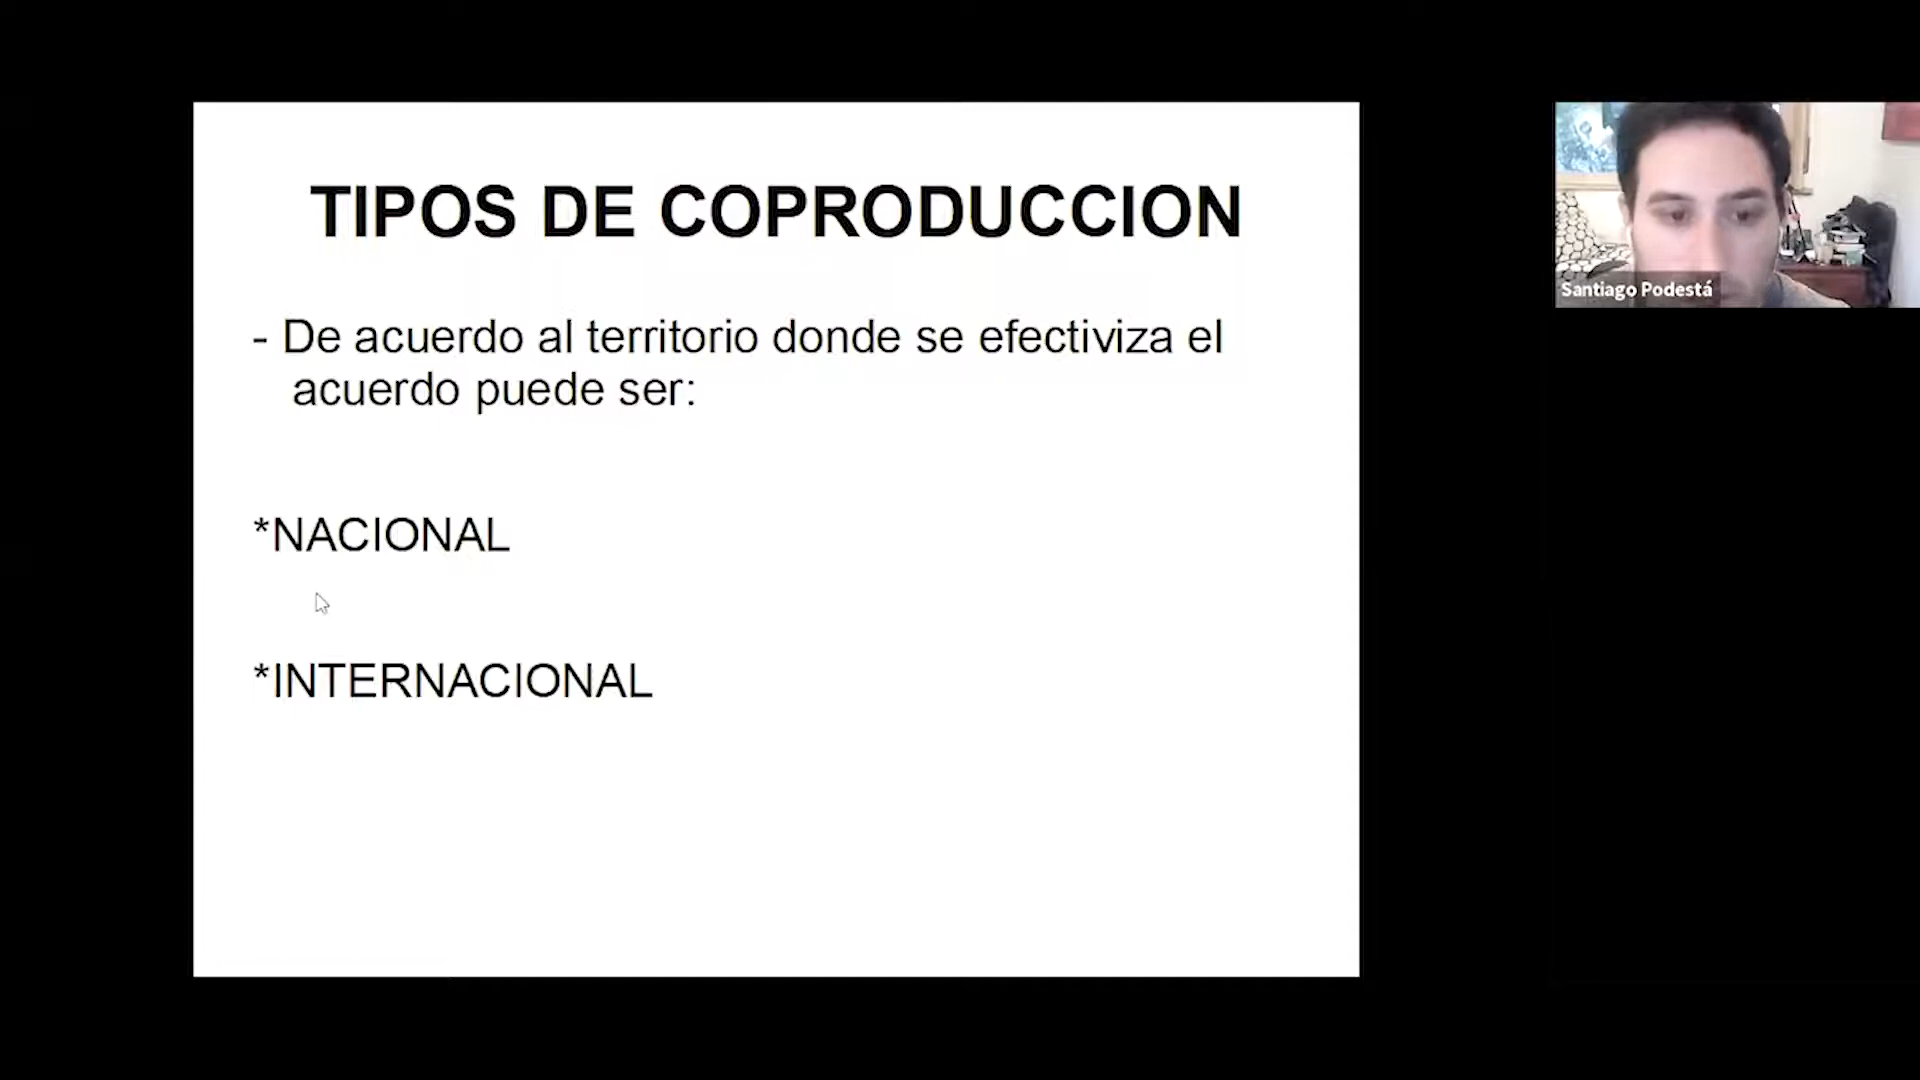 TIPOS DE COPRODUCCION
- De acuerdo al territorio donde se efectiviza el
acuerdo puede ser:
*NACIONAL
*INTERNACIONAL
Santiago Podestá